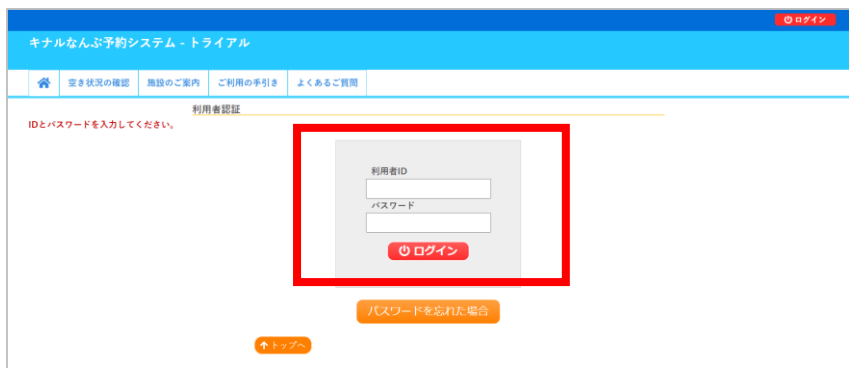 ログイン
キナルなんぶ予約システム - トライアル
空き状況の確認 施設のご案内 ご利用の手引き よくあるご質問
利用者認証
IDとパスワードを入力してください。
利用者ID
パスワード
ログイン
パスワードを忘れた場合
トップへ